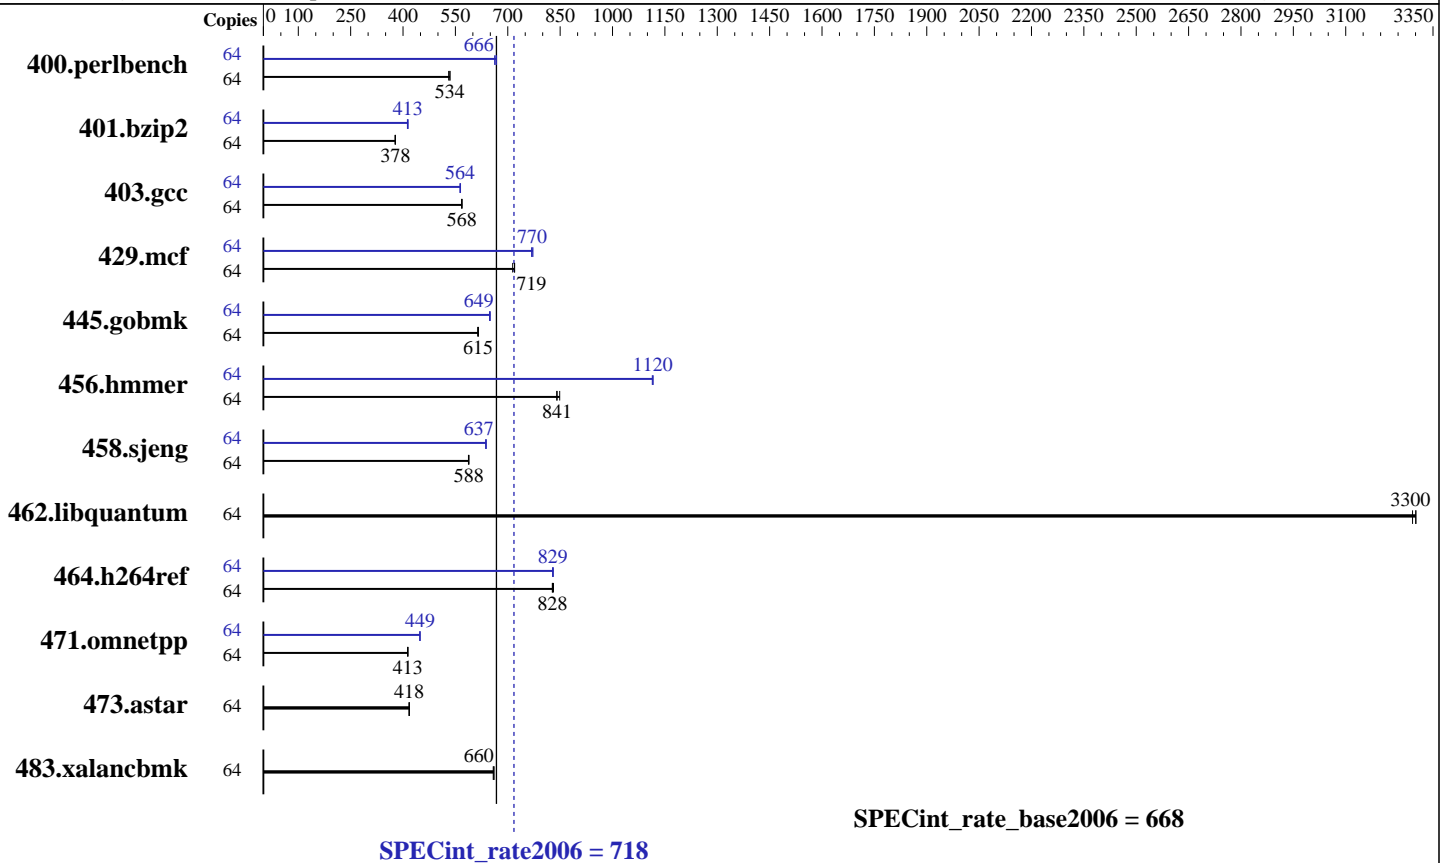 Copies 0 100 250 400 550 700 850 1000 1150 1300 1450 1600 1750 1900 2050 2200 2350 2500 2650 2800 2950 3100 3350
400.perlbench 64 666
64 534
401.bzip2 64 413
64 378
403.gcc 64 564
64 568
429.mcf 64 770
64 719
445.gobmk 64 649
64 615
456.hmmer 64 1120
64 841
458.sjeng 64 637
64 588
462.libquantum 64 3300
464.h264ref 64 829
64 828
471.omnetpp 64 449
64 413
473.astar 64 418
483.xalancbmk 64 660
SPECint_rate_base2006 = 668
SPECint_rate2006 = 718